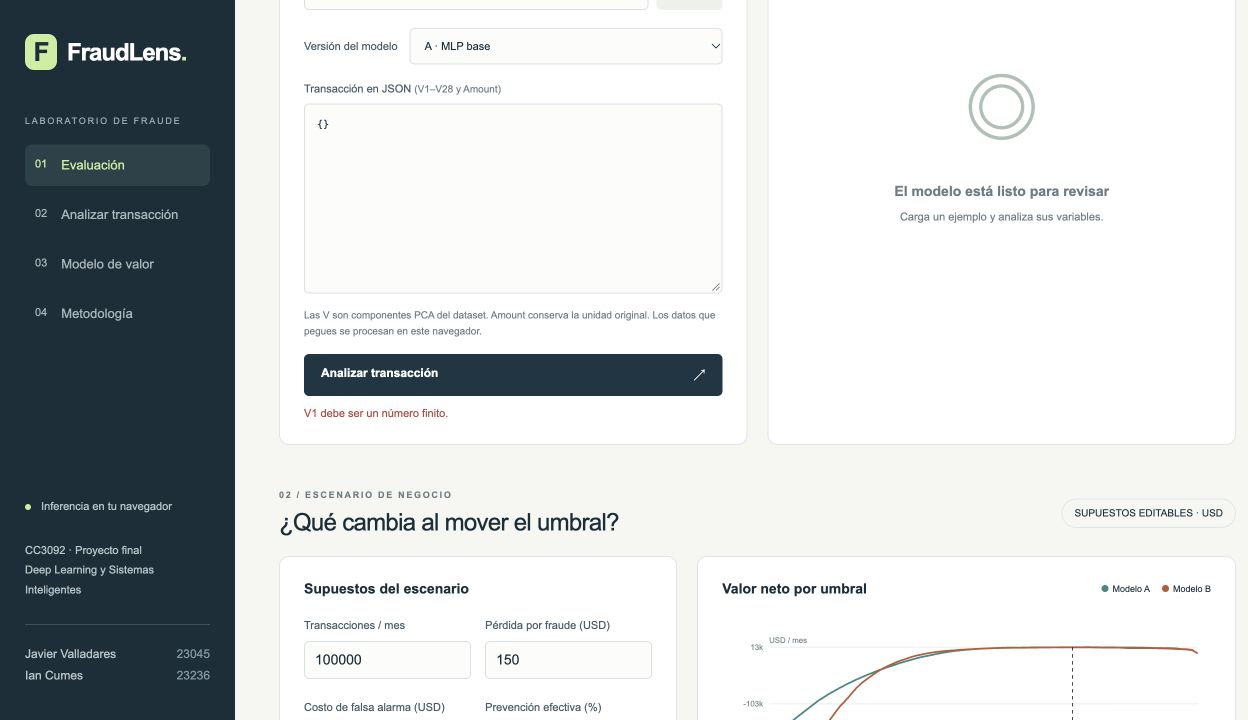 F FraudLens.
LABORATORIO DE FRAUDE
01 Evaluación
02 Analizar transacción
03 Modelo de valor
04 Metodología
Inferencia en tu navegador
CC3092 · Proyecto final
Deep Learning y Sistemas
Inteligentes
Javier Valladares 23045
Ian Cumes 23236
Versión del modelo A · MLP base
Transacción en JSON (V1–V28 y Amount)
{}
Las V son componentes PCA del dataset. Amount conserva la unidad original. Los datos que
pegues se procesan en este navegador.
Analizar transacción ↗
V1 debe ser un número finito.
El modelo está listo para revisar
Carga un ejemplo y analiza sus variables.
02 / ESCENARIO DE NEGOCIO
¿Qué cambia al mover el umbral?
SUPUESTOS EDITABLES · USD
Supuestos del escenario
Transacciones / mes Pérdida por fraude (USD)
100000 150
Costo de falsa alarma (USD) Prevención efectiva (%)
Valor neto por umbral
Modelo A Modelo B
USD / mes
13k
-103k